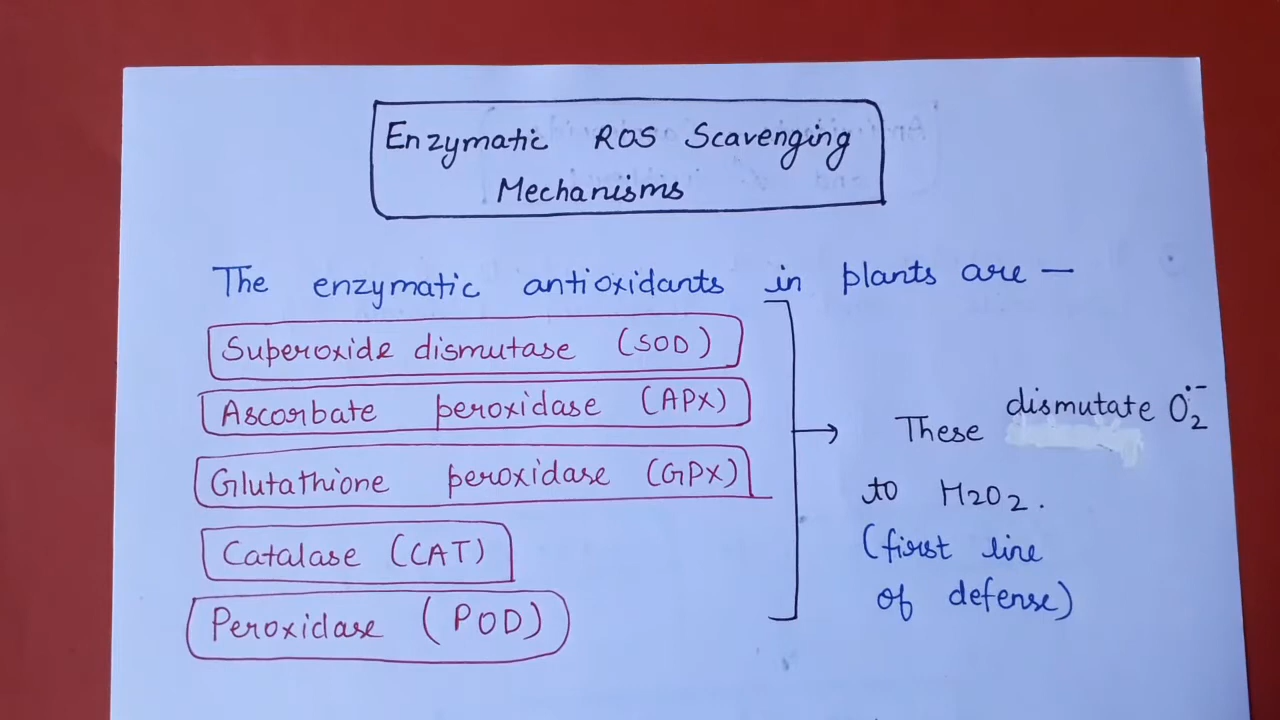 Enzymatic ROS Scavenging
Mechanisms
The enzymatic antioxidants in plants are —
Superoxide dismutase (SOD)
Ascorbate peroxidase (APX)
Glutathione peroxidase (GPX)
Catalase (CAT)
Peroxidase (POD)
→ These dismutate O₂•⁻
to H2O2.
(first line
of defense)